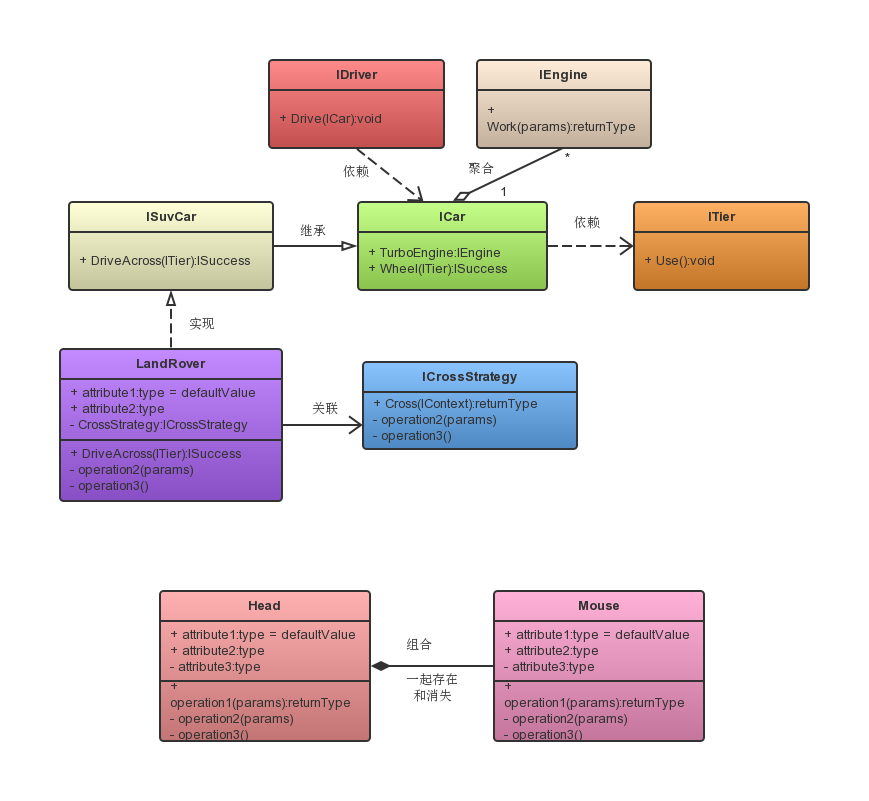 IDriver
+ Drive(ICar):void
IEngine
+
Work(params):returnType
依赖
聚合
*
1
ISuvCar
+ DriveAcross(ITier):ISuccess
继承
ICar
+ TurboEngine:IEngine
+ Wheel(ITier):ISuccess
依赖
ITier
+ Use():void
实现
LandRover
+ attribute1:type = defaultValue
+ attribute2:type
- CrossStrategy:ICrossStrategy
+ DriveAcross(ITier):ISuccess
- operation2(params)
- operation3()
关联
ICrossStrategy
+ Cross(IContext):returnType
- operation2(params)
- operation3()
Head
+ attribute1:type = defaultValue
+ attribute2:type
- attribute3:type
+
operation1(params):returnType
- operation2(params)
- operation3()
组合
一起存在
和消失
Mouse
+ attribute1:type = defaultValue
+ attribute2:type
- attribute3:type
+
operation1(params):returnType
- operation2(params)
- operation3()